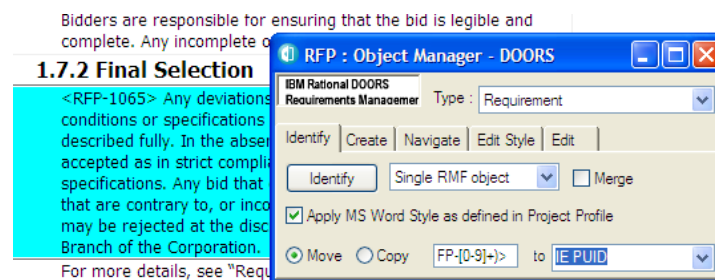 Bidders are responsible for ensuring that the bid is legible and
complete. Any incomplete o
RFP : Object Manager - DOORS
1.7.2 Final Selection
IBM Rational DOORS
Requirements Managemer
Type :
Requirement
<RFP-1065> Any deviations
conditions or specifications
described fully. In the absen
accepted as in strict complia
specifications. Any bid that
that are contrary to, or inco
may be rejected at the disc
Branch of the Corporation.
For more details, see "Requ
Identify
Create
Navigate
Edit Style
Edit
Identify
Single RMF object
Merge
Apply MS Word Style as defined in Project Profile
Move
Copy
FP-[0-9]+)>
to
IE PUID